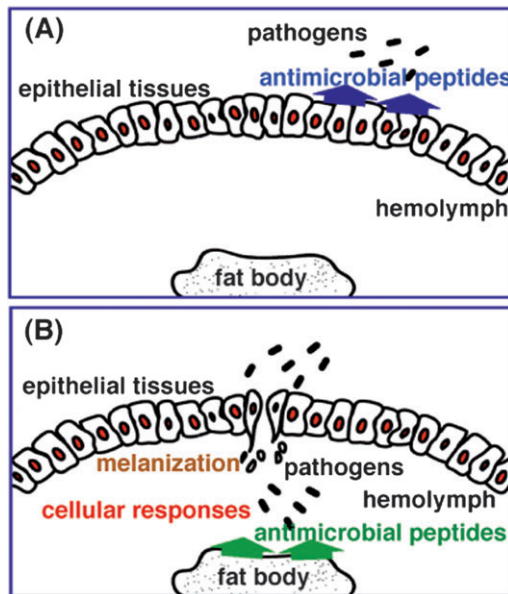 (A)
pathogens
antimicrobial peptides
epithelial tissues
hemolymph
fat body
(B)
epithelial tissues
melanization
pathogens
hemolymph
cellular responses
antimicrobial peptides
fat body